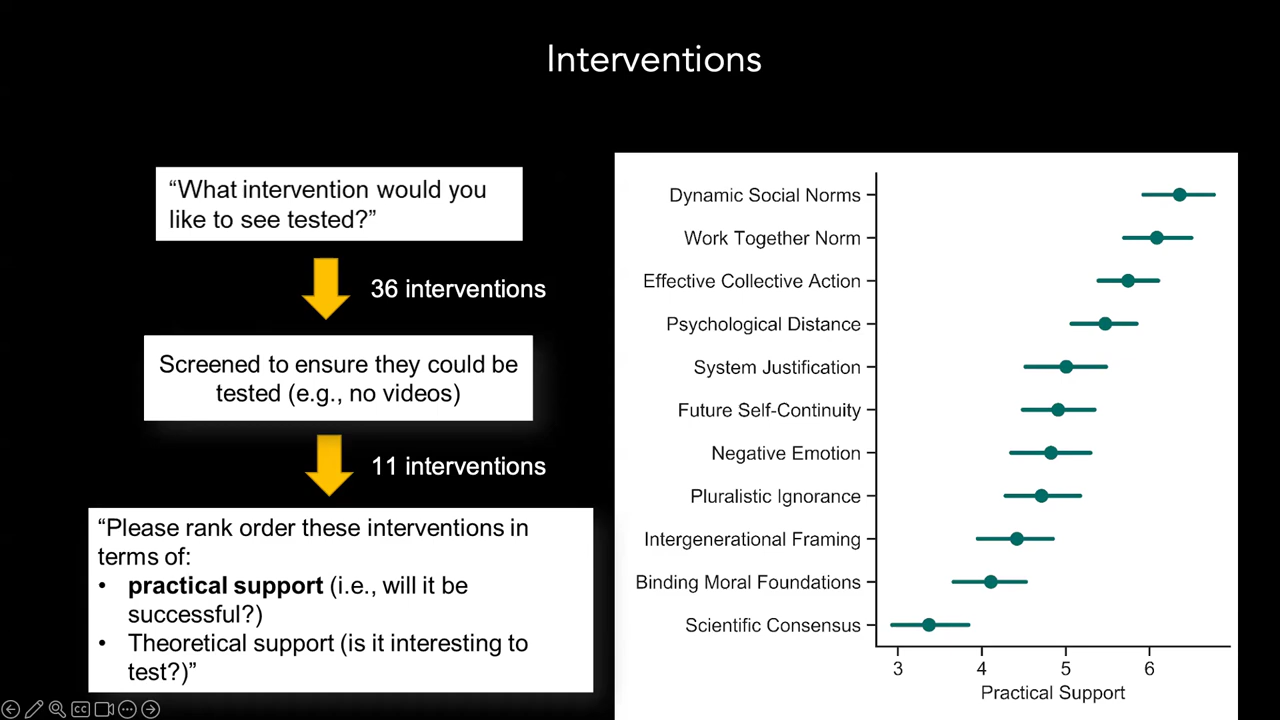 Interventions
“What intervention would you
like to see tested?”
36 interventions
Screened to ensure they could be
tested (e.g., no videos)
11 interventions
“Please rank order these interventions in
terms of:
• practical support (i.e., will it be
successful?)
• Theoretical support (is it interesting to
test?)”
Dynamic Social Norms
Work Together Norm
Effective Collective Action
Psychological Distance
System Justification
Future Self-Continuity
Negative Emotion
Pluralistic Ignorance
Intergenerational Framing
Binding Moral Foundations
Scientific Consensus
3 4 5 6
Practical Support
CC